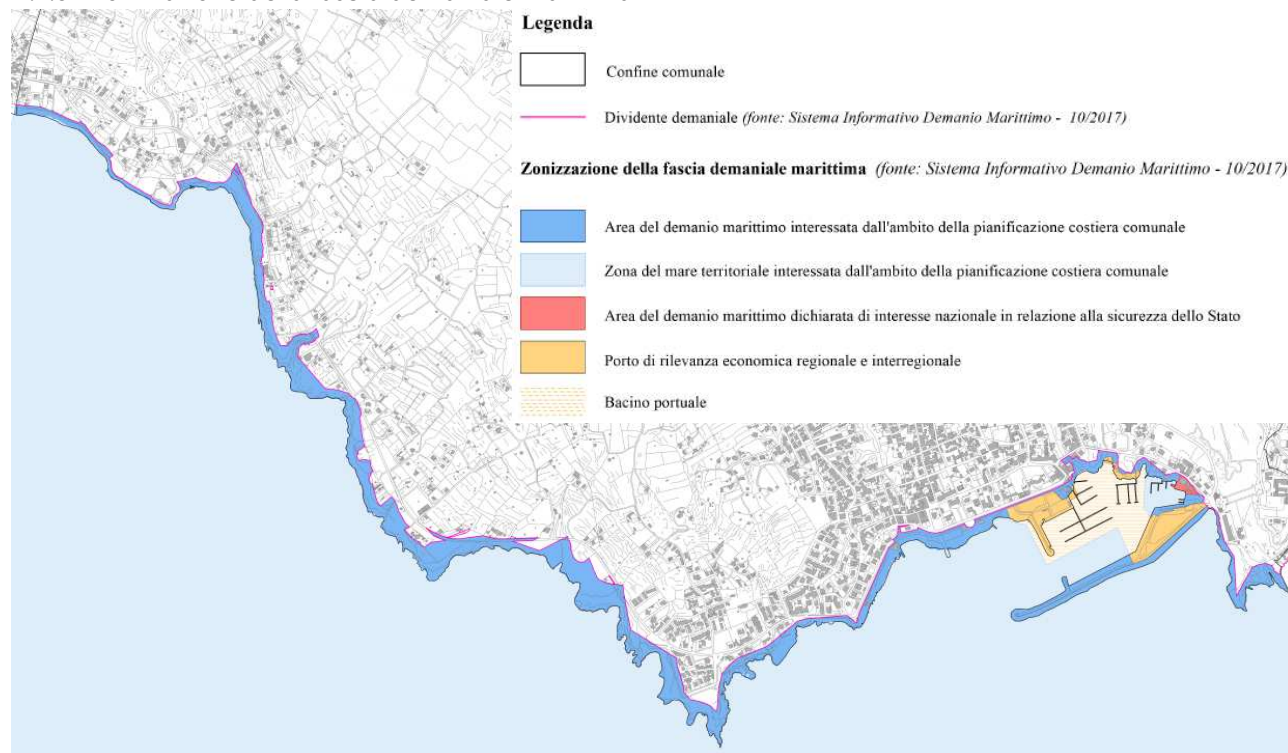 Legenda
Confine comunale
Dividente demaniale (fonte: Sistema Informativo Demanio Marittimo - 10/2017)
Zonizzazione della fascia demaniale marittima (fonte: Sistema Informativo Demanio Marittimo - 10/2017)
Area del demanio marittimo interessata dall'ambito della pianificazione costiera comunale
Zona del mare territoriale interessata dall'ambito della pianificazione costiera comunale
Area del demanio marittimo dichiarata di interesse nazionale in relazione alla sicurezza dello Stato
Porto di rilevanza economica regionale e interregionale
Bacino portuale